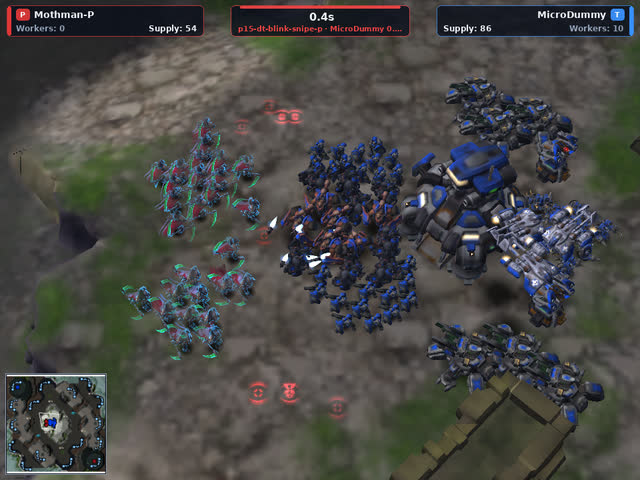 P Mothman-P
Workers: 0 Supply: 54
0.4s
p15-dt-blink-snipe-p · MicroDummy 0....
MicroDummy T
Supply: 86 Workers: 10